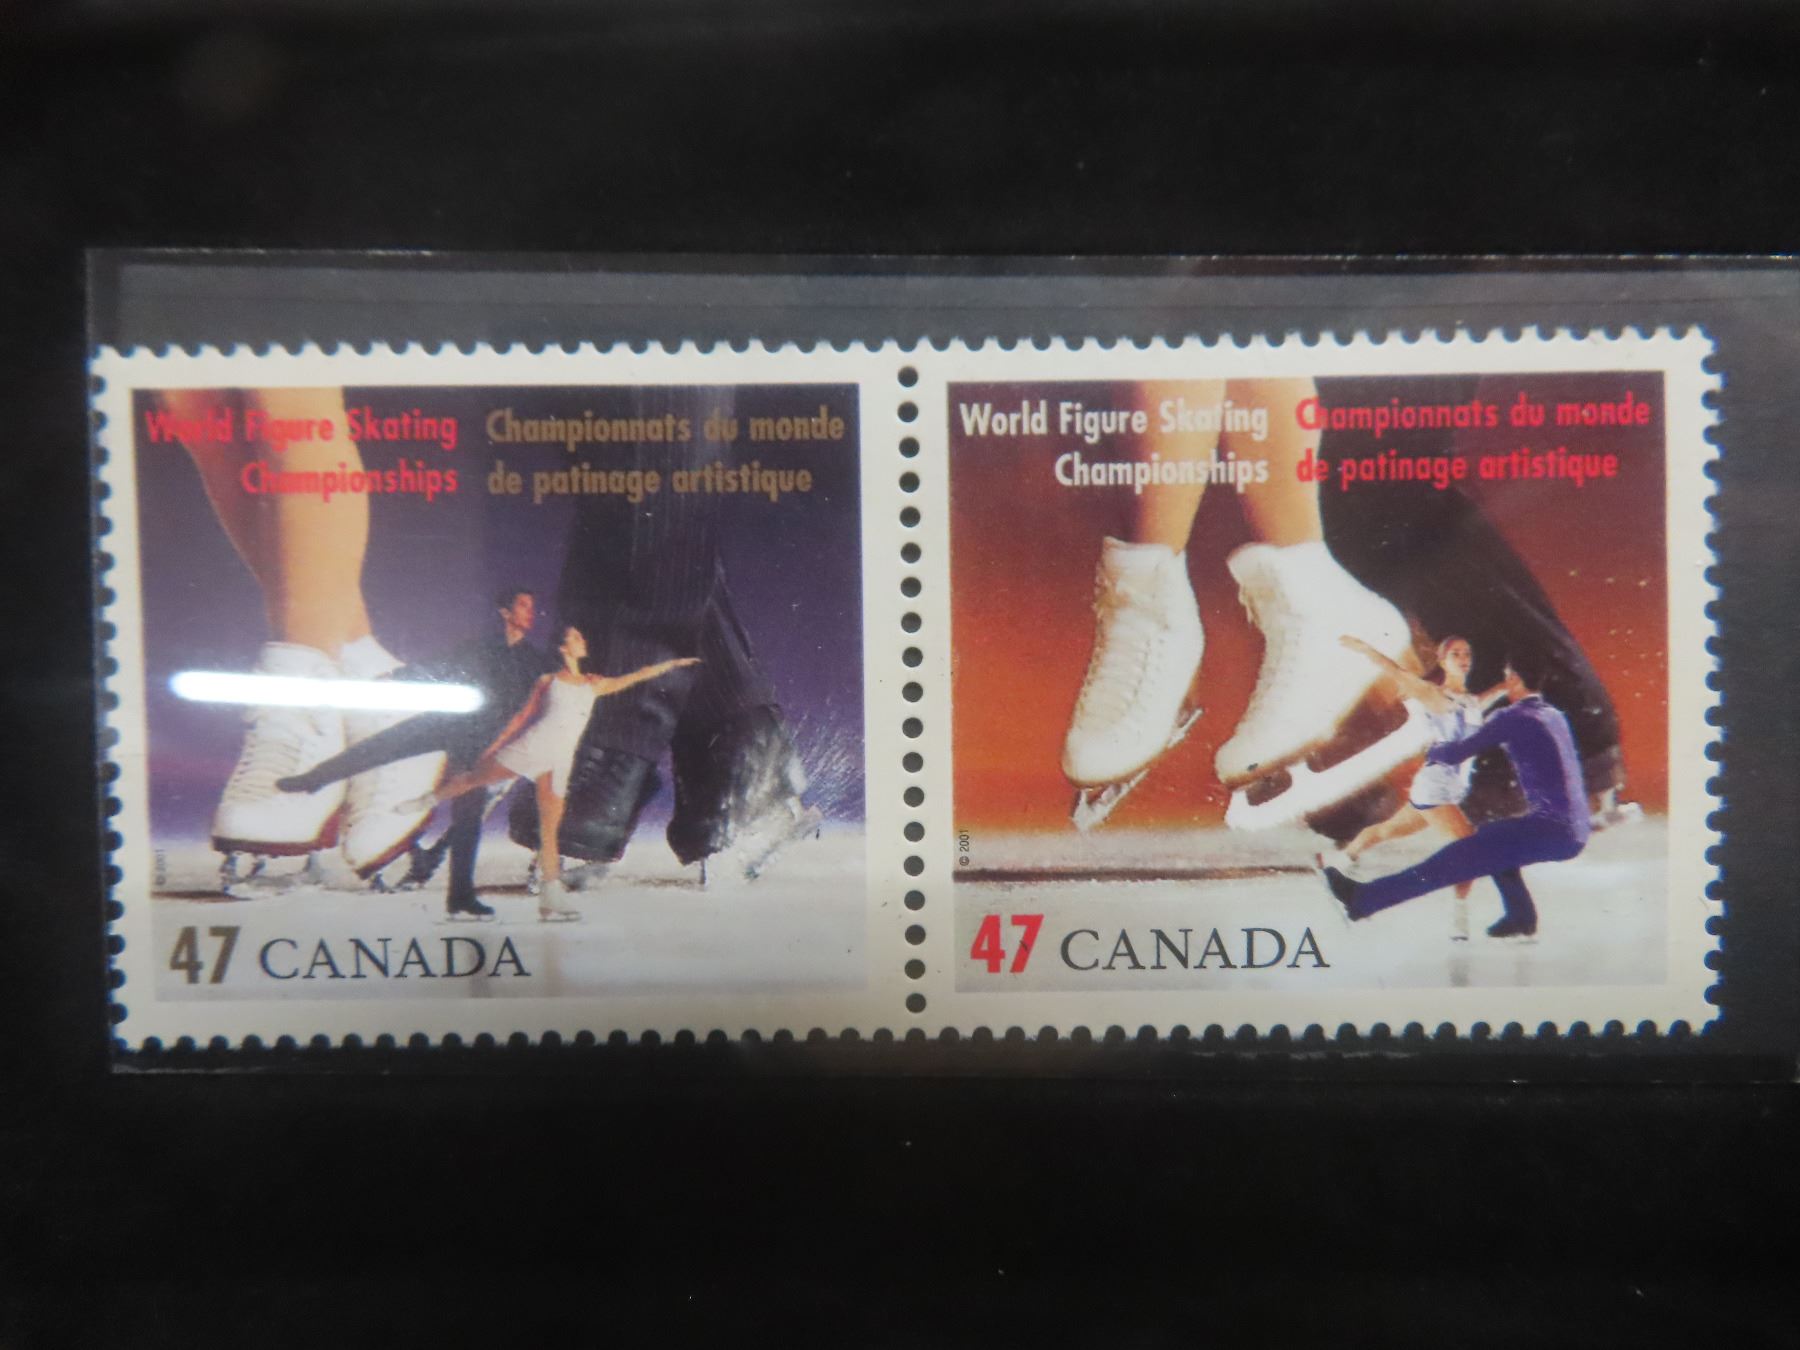 World Figure Skating
Championships
Championnats du monde
de patinage artistique
© 2001
47 CANADA
World Figure Skating
Championships
Championnats du monde
de patinage artistique
© 2001
47 CANADA